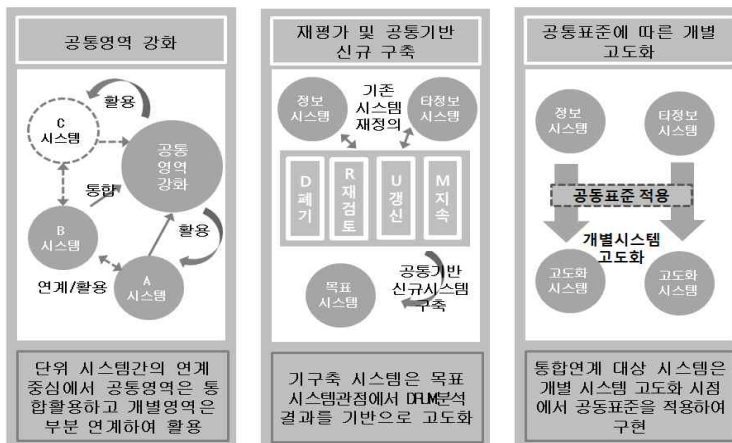 공통영역 강화
활용
C
시스템
공통
영역
강화
통합
B
시스템
활용
연계/활용
A
시스템
단위 시스템간의 연계
중심에서 공통영역은 통
합활용하고 개별영역은
부분 연계하여 활용
재평가 및 공통기반
신규 구축
정보
시스템
기존
시스템
재정의
타정보
시스템
D
폐기
R
재검토
U
갱신
M
지속
목표
시스템
공통기반
신규시스템
구축
기구축 시스템은 목표
시스템관점에서 DRUM분석
결과를 기반으로 고도화
공통표준에 따른 개별
고도화
정보
시스템
타정보
시스템
공동표준 적용
개별시스템
고도화
고도화
시스템
고도화
시스템
통합연계 대상 시스템은
개별 시스템 고도화 시점
에서 공동표준을 적용하여
구현